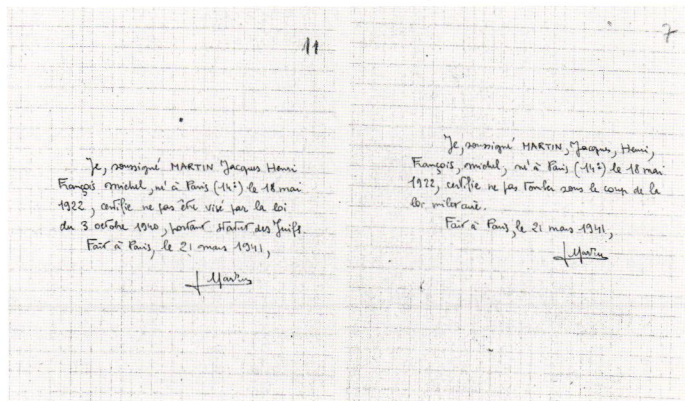 11
Je, soussigné MARTIN Jacques Henri
François Michel, né à Paris (14e) le 18 mai
1922, certifie ne pas être visé par la loi
du 3 octobre 1940, portant statut des Juifs.
Fait à Paris, le 21 mars 1941,
J Martin
7
Je, soussigné MARTIN, Jacques, Henri,
François, Michel, né à Paris (14e) le 18 mai
1922, certifie ne pas tomber sous le coup de la
loi
Fait à Paris, le 21 mars 1941,
J Martin